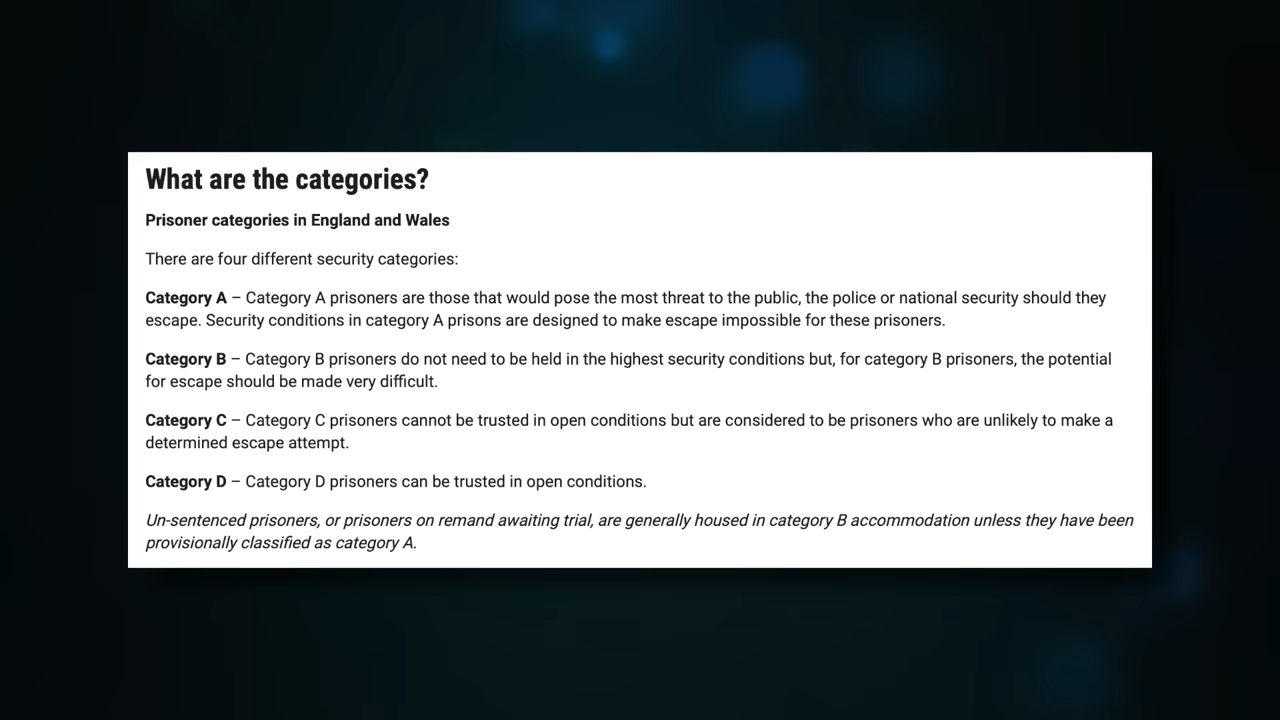 What are the categories?
Prisoner categories in England and Wales
There are four different security categories:
Category A – Category A prisoners are those that would pose the most threat to the public, the police or national security should they
escape. Security conditions in category A prisons are designed to make escape impossible for these prisoners.
Category B – Category B prisoners do not need to be held in the highest security conditions but, for category B prisoners, the potential
for escape should be made very difficult.
Category C – Category C prisoners cannot be trusted in open conditions but are considered to be prisoners who are unlikely to make a
determined escape attempt.
Category D – Category D prisoners can be trusted in open conditions.
Un-sentenced prisoners, or prisoners on remand awaiting trial, are generally housed in category B accommodation unless they have been
provisionally classified as category A.